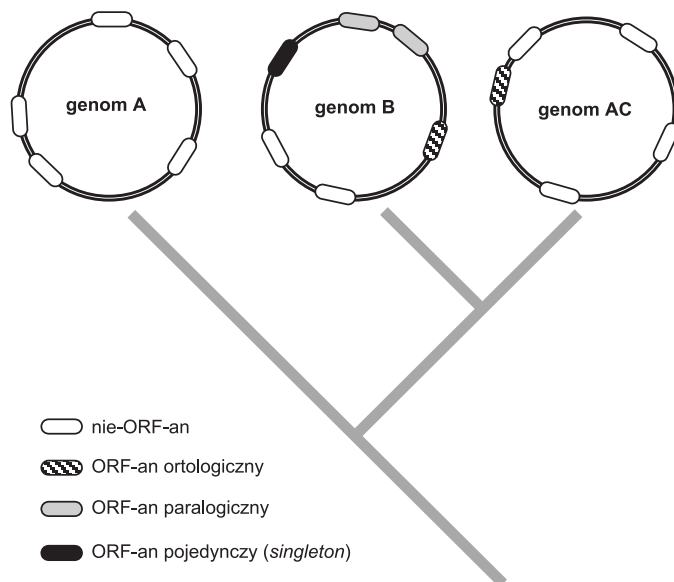 genom A
genom B
genom AC
nie-ORF-an
ORF-an ortologiczny
ORF-an paralogiczny
ORF-an pojedynczy (singleton)